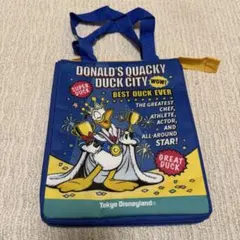 DONALD'S QUACKY
DUCK CITY
WOW!
SUPER
DUCK
BEST DUCK EVER
THE GREATEST
CHEF,
ATHLETE,
ACTOR,
AND
ALL-AROUND
STAR!
GREAT
DUCK
Tokyo Disneyland®